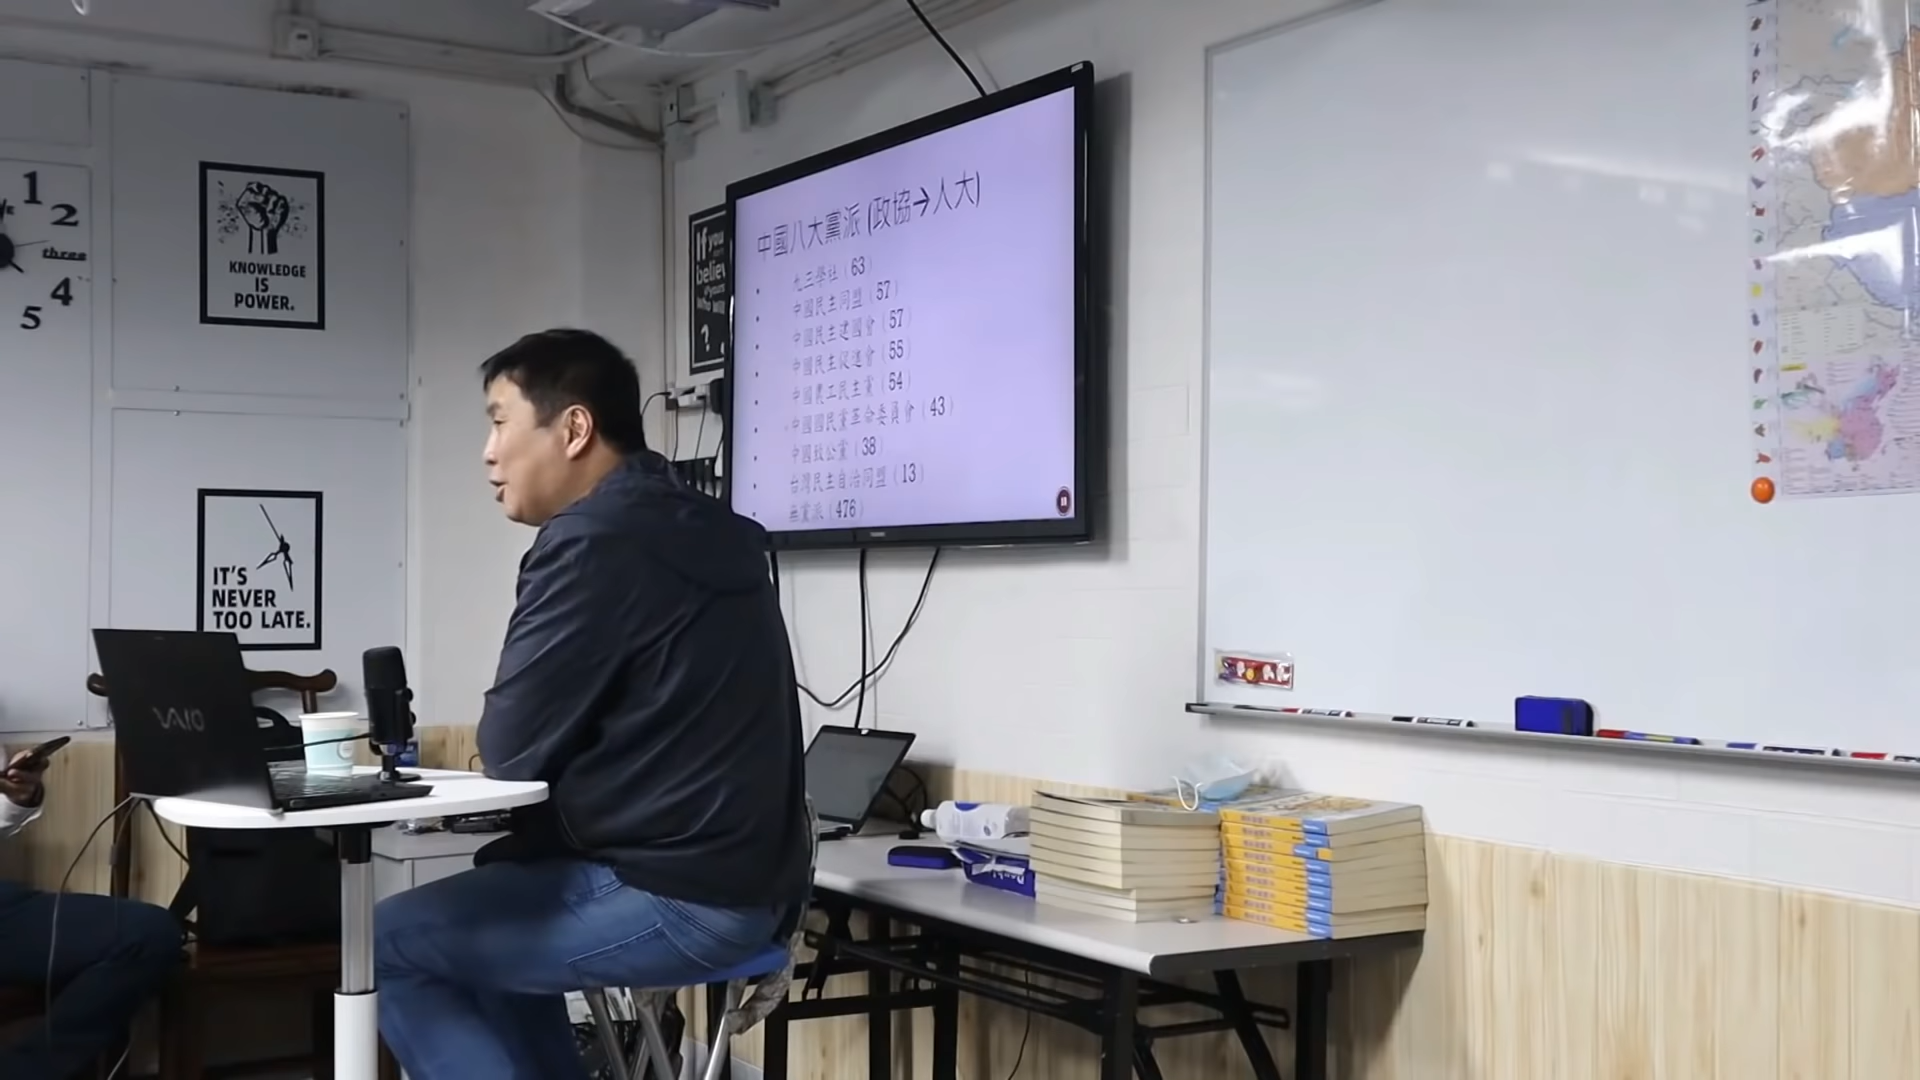 1
2
three
4
5
KNOWLEDGE
IS
POWER.
IT'S
NEVER
TOO LATE.
If you
believe
?
中國八大黨派 (政協→人大)
九三學社 (63)
中國民主同盟 (57)
中國民主建國會 (57)
中國民主促進會 (55)
中國農工民主黨 (54)
中國國民黨革命委員會 (43)
中國致公黨 (38)
台灣民主自治同盟 (13)
無黨派 (476)
VAIO